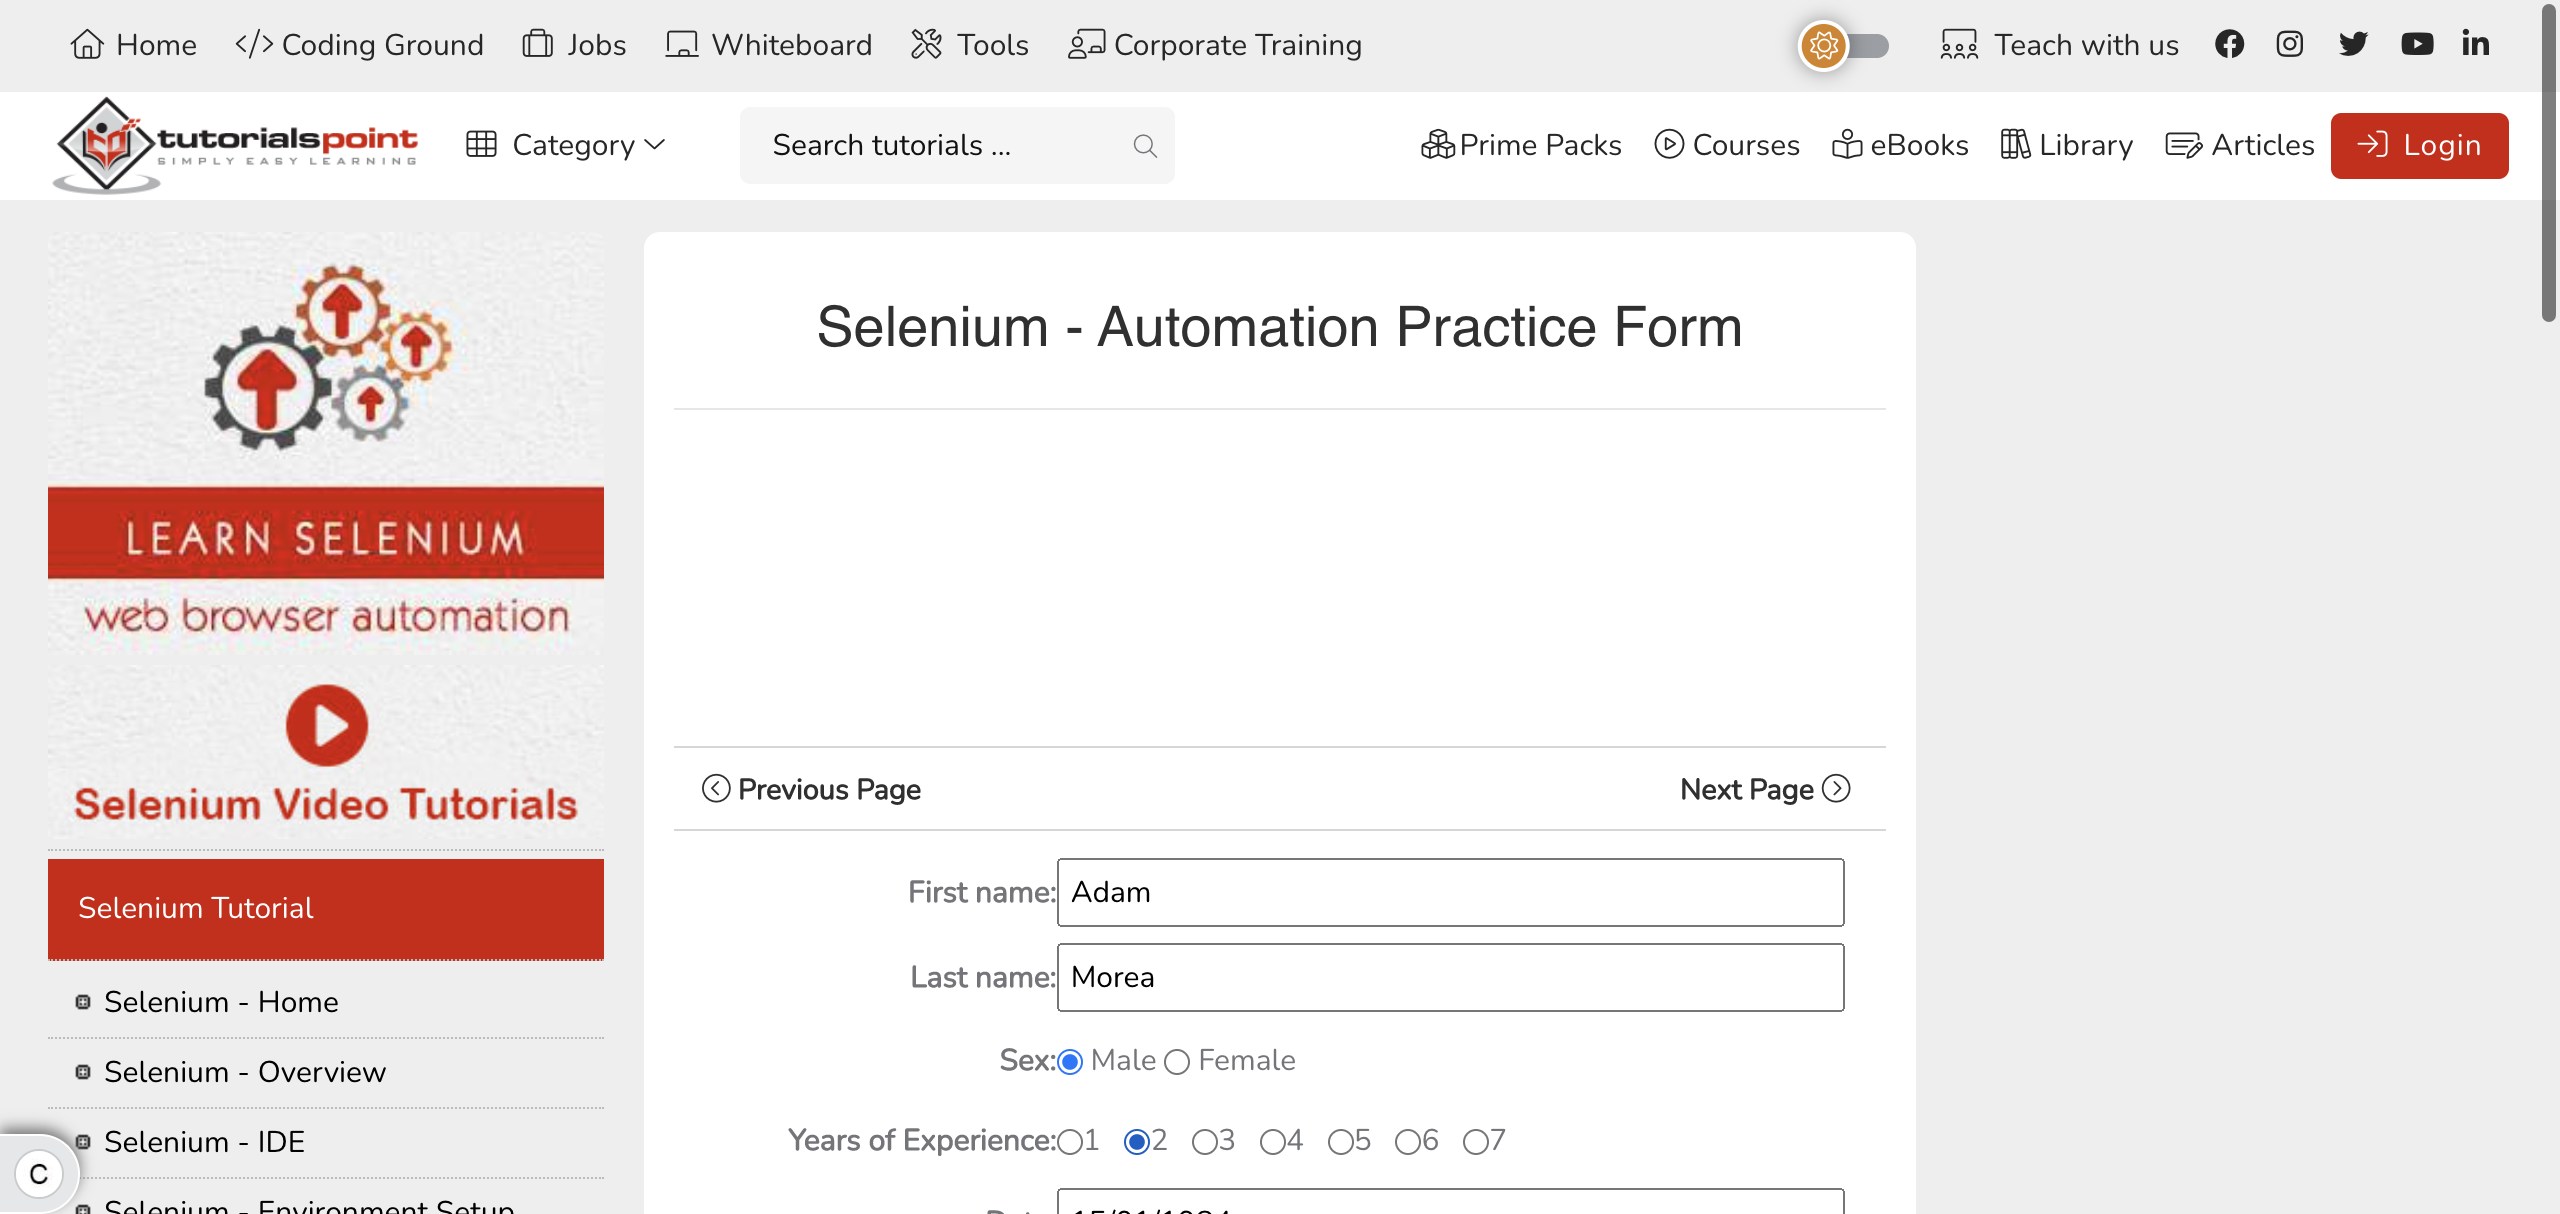 Home </> Coding Ground Jobs Whiteboard Tools Corporate Training Teach with us
tutorialspoint
SIMPLY EASY LEARNING
Category Search tutorials ... Prime Packs Courses eBooks Library Articles Login
LEARN SELENIUM
web browser automation
Selenium Video Tutorials
Selenium Tutorial
Selenium - Home
Selenium - Overview
Selenium - IDE
Selenium - Environment Setup
C
Selenium - Automation Practice Form
Previous Page Next Page
First name: Adam
Last name: Morea
Sex: Male Female
Years of Experience: 1 2 3 4 5 6 7